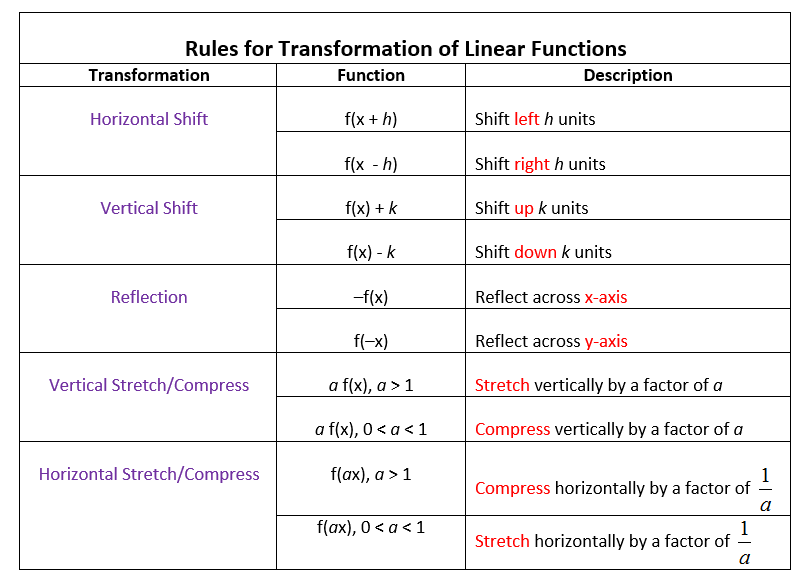 Rules for Transformation of Linear Functions
Transformation Function Description
Horizontal Shift f(x + h) Shift left h units
f(x - h) Shift right h units
Vertical Shift f(x) + k Shift up k units
f(x) - k Shift down k units
Reflection –f(x) Reflect across x-axis
f(–x) Reflect across y-axis
Vertical Stretch/Compress a f(x), a > 1 Stretch vertically by a factor of a
a f(x), 0 < a < 1 Compress vertically by a factor of a
Horizontal Stretch/Compress f(ax), a > 1 Compress horizontally by a factor of 1/a
f(ax), 0 < a < 1 Stretch horizontally by a factor of 1/a